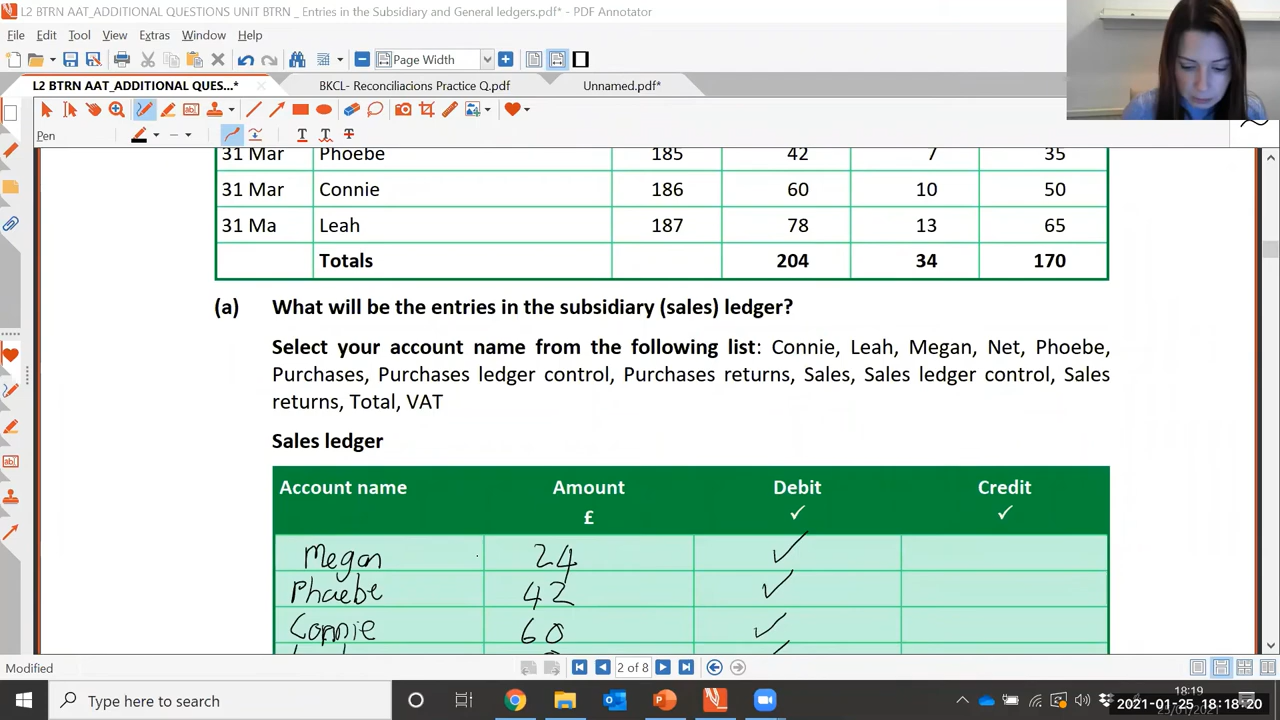 L2 BTRN AAT_ADDITIONAL QUESTIONS UNIT BTRN _ Entries in the Subsidiary and General ledgers.pdf* - PDF Annotator
File Edit Tool View Extras Window Help
Page Width
L2 BTRN AAT_ADDITIONAL QUES...* BKCL- Reconciliacions Practice Q.pdf Unnamed.pdf*
Pen
31 Mar Phoebe 185 42 7 35
31 Mar Connie 186 60 10 50
31 Ma Leah 187 78 13 65
Totals 204 34 170
(a) What will be the entries in the subsidiary (sales) ledger?
Select your account name from the following list: Connie, Leah, Megan, Net, Phoebe,
Purchases, Purchases ledger control, Purchases returns, Sales, Sales ledger control, Sales
returns, Total, VAT
Sales ledger
Account name Amount Debit Credit
£ ✓ ✓
Megan 24 ✓
Phaebe 42 ✓
Connie 60 ✓
Modified 2 of 8
Type here to search 18:19
2021-01-25 18:18:20